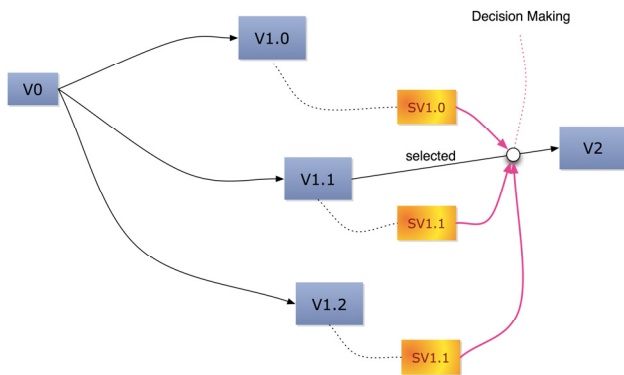 Decision Making
V1.0
V0
SV1.0
selected
V2
V1.1
SV1.1
V1.2
SV1.1